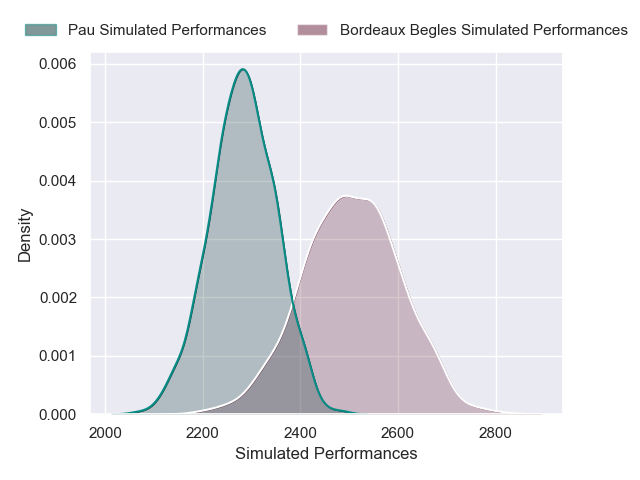 Pau Simulated Performances Bordeaux Begles Simulated Performances
0.006
0.005
0.004
0.003
0.002
0.001
0.000
Density
2000 2200 2400 2600 2800
Simulated Performances